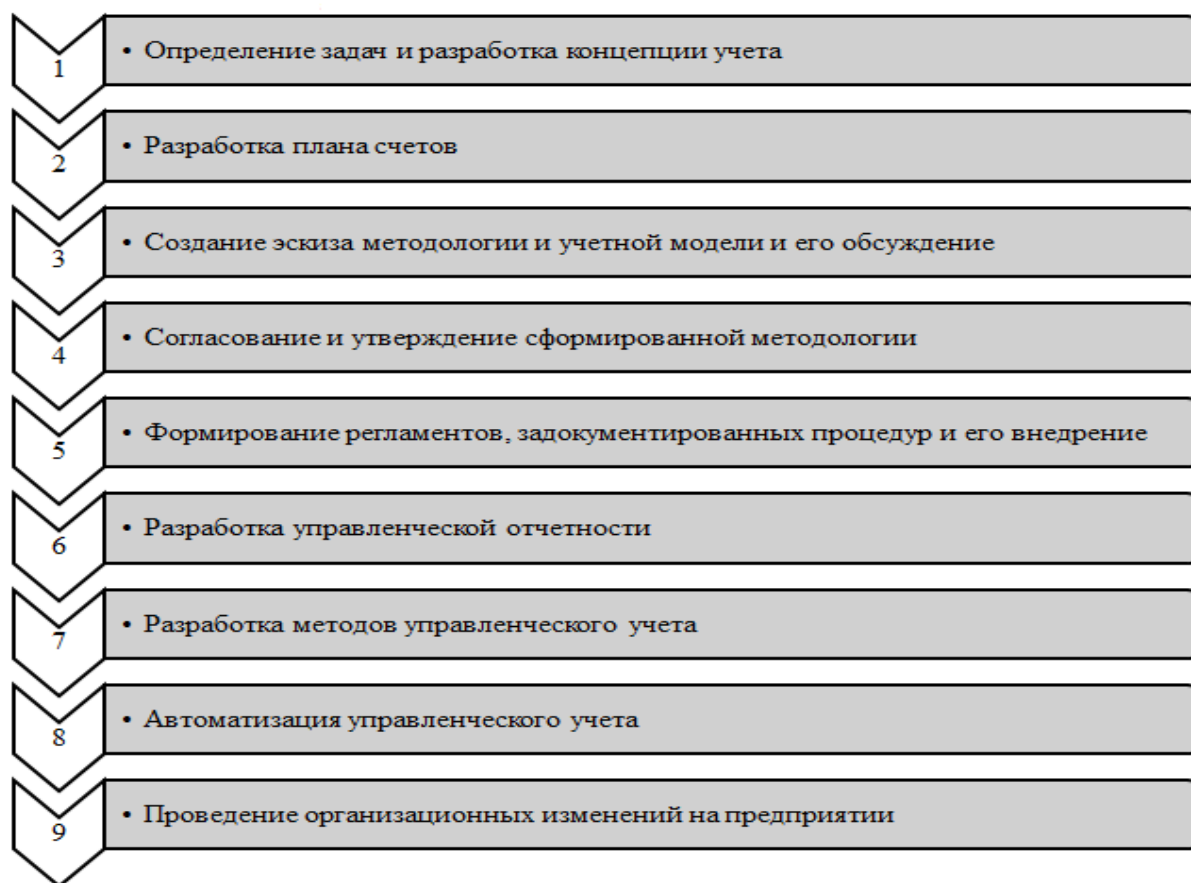 1
• Определение задач и разработка концепции учета
2
• Разработка плана счетов
3
• Создание эскиза методологии и учетной модели и его обсуждение
4
• Согласование и утверждение сформированной методологии
5
• Формирование регламентов, задокументированных процедур и его внедрение
6
• Разработка управленческой отчетности
7
• Разработка методов управленческого учета
8
• Автоматизация управленческого учета
9
• Проведение организационных изменений на предприятии